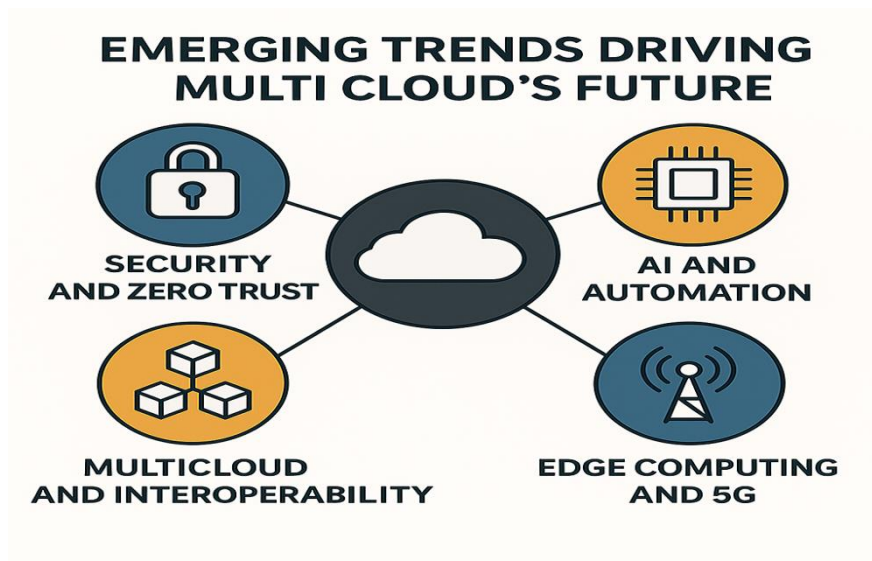 EMERGING TRENDS DRIVING
MULTI CLOUD'S FUTURE
SECURITY
AND ZERO TRUST
AI AND
AUTOMATION
MULTICLOUD
AND INTEROPERABILITY
EDGE COMPUTING
AND 5G